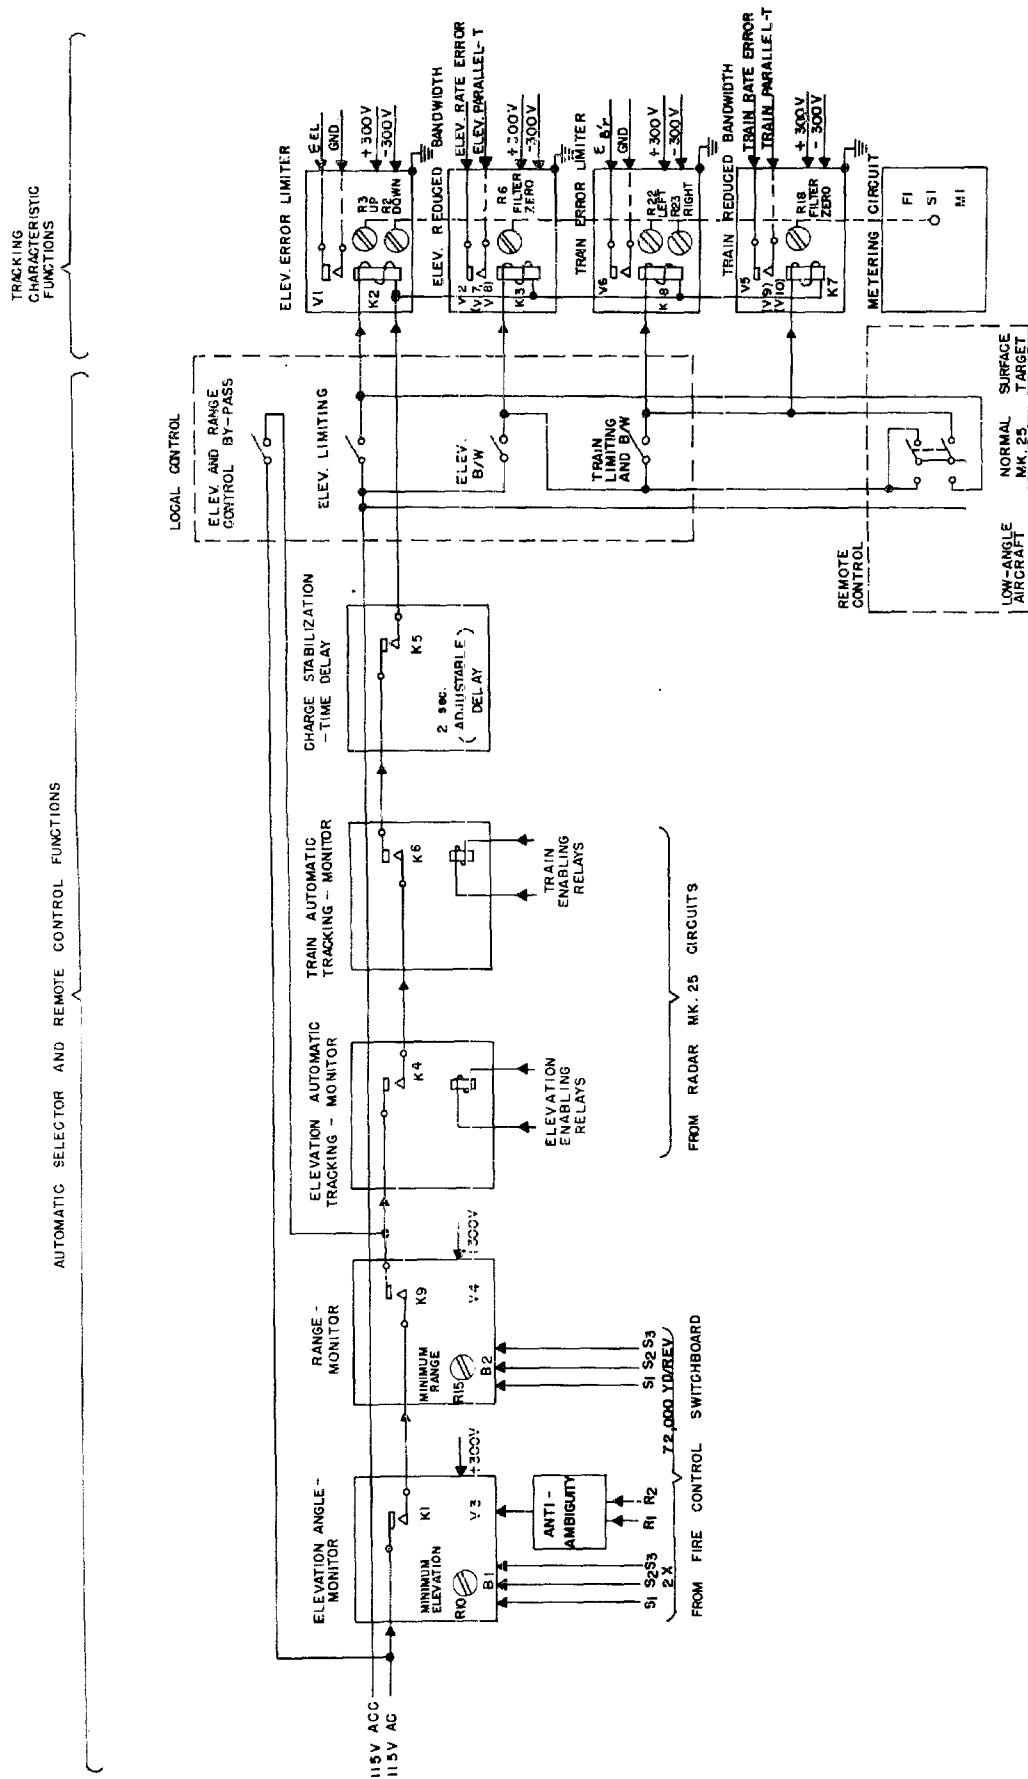 AUTOMATIC SELECTOR AND REMOTE CONTROL FUNCTIONS
TRACKING
CHARACTERISTIC
FUNCTIONS
115V ACC
115V AC
ELEVATION ANGLE-
MONITOR
K1
MINIMUM
ELEVATION
R10
B1
V3
+300V
ANTI-
AMBIGUITY
S1 S2 S3
2X
R1 R2
RANGE-
MONITOR
K9
MINIMUM
RANGE
R15
B2
V4
+300V
S1 S2 S3
72,000 YD/REV
FROM FIRE CONTROL SWITCHBOARD
ELEVATION AUTOMATIC
TRACKING - MONITOR
K4
ELEVATION
ENABLING
RELAYS
TRAIN AUTOMATIC
TRACKING - MONITOR
K6
TRAIN
ENABLING
RELAYS
FROM RADAR MK. 25 CIRCUITS
CHARGE STABILIZATION
-TIME DELAY
K5
2 sec.
(ADJUSTABLE)
DELAY
LOCAL CONTROL
ELEV. AND RANGE
CONTROL BY-PASS
ELEV. LIMITING
ELEV.
B/W
TRAIN
LIMITING
AND B/W
REMOTE
CONTROL
LOW-ANGLE
AIRCRAFT
NORMAL
MK. 25
SURFACE
TARGET
ELEV. ERROR LIMITER
V1
K2
R3
UP
R2
DOWN
EEL
GND
+300V
-300V
ELEV. REDUCED BANDWIDTH
V2
(V7,
V8)
K3
R6
FILTER
ZERO
ELEV. RATE ERROR
ELEV. PARALLEL-T
+300V
-300V
TRAIN ERROR LIMITER
V6
K8
R22
LEFT
R23
RIGHT
GND
+300V
-300V
TRAIN REDUCED BANDWIDTH
V5
(V9)
(V10)
K7
R18
FILTER
ZERO
TRAIN RATE ERROR
TRAIN PARALLEL-T
+300V
-300V
METERING CIRCUIT
F1
S1
M1